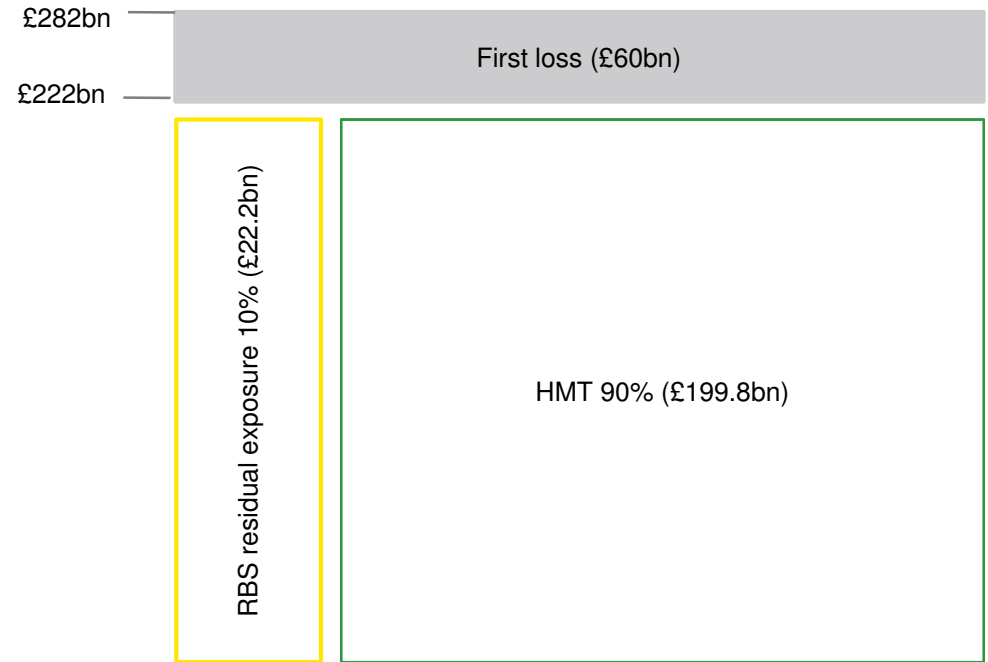 £282bn
First loss (£60bn)
£222bn
RBS residual exposure 10% (£22.2bn)
HMT 90% (£199.8bn)